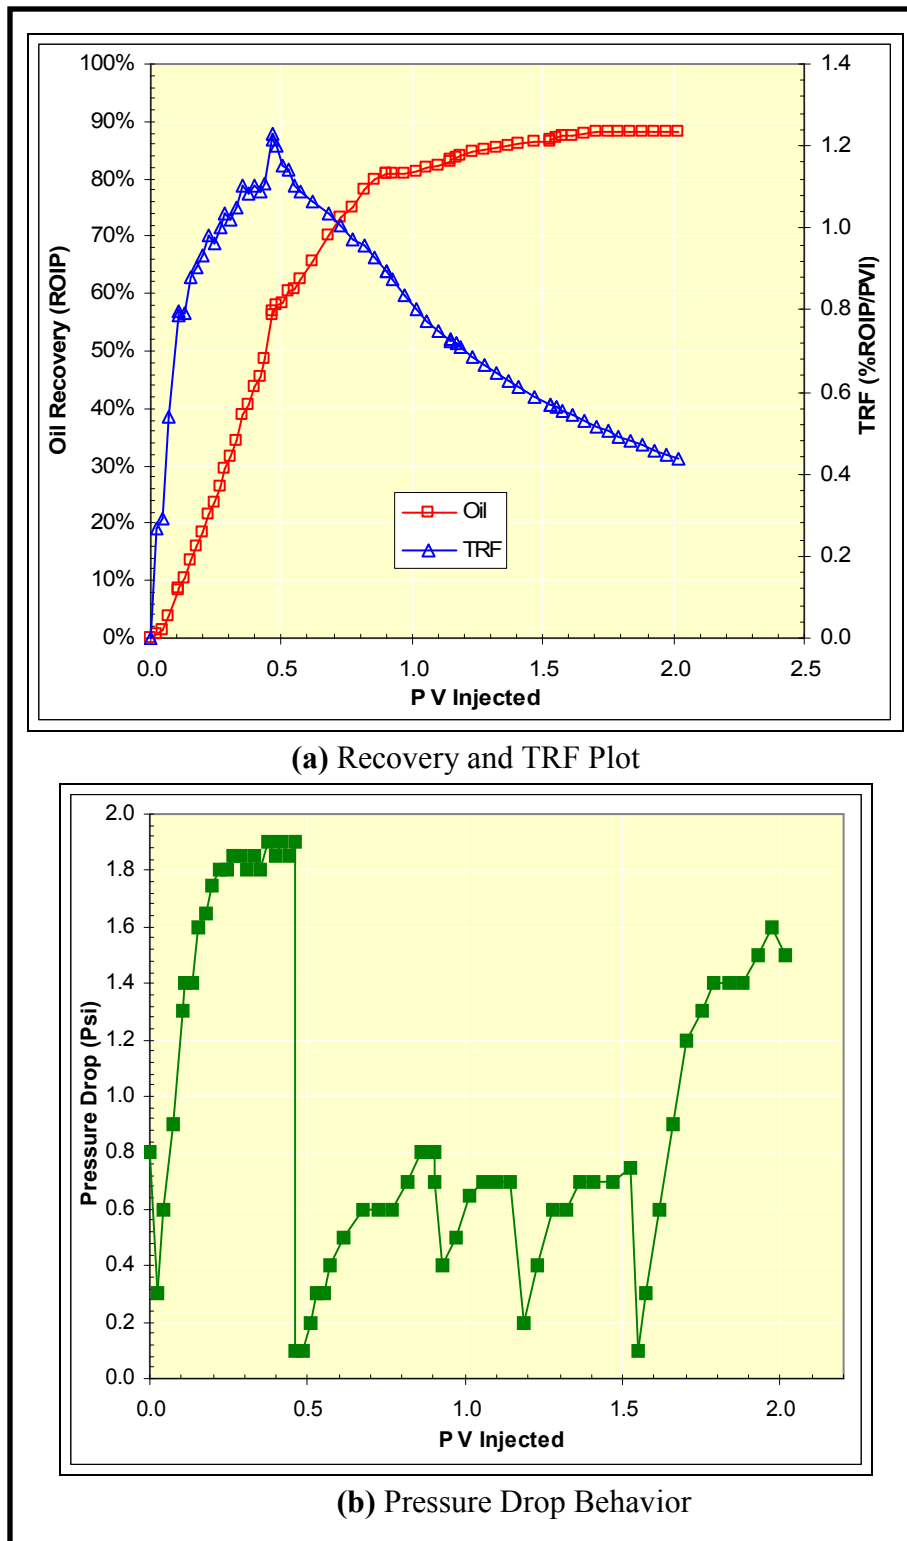 100%
90%
80%
70%
60%
50%
40%
30%
20%
10%
0%
Oil Recovery (ROIP)
1.4
1.2
1.0
0.8
0.6
0.4
0.2
0.0
TRF (%ROIP/PVI)
Oil
TRF
0.0 0.5 1.0 1.5 2.0 2.5
P V Injected
(a) Recovery and TRF Plot
2.0
1.8
1.6
1.4
1.2
1.0
0.8
0.6
0.4
0.2
0.0
Pressure Drop (Psi)
0.0 0.5 1.0 1.5 2.0
P V Injected
(b) Pressure Drop Behavior